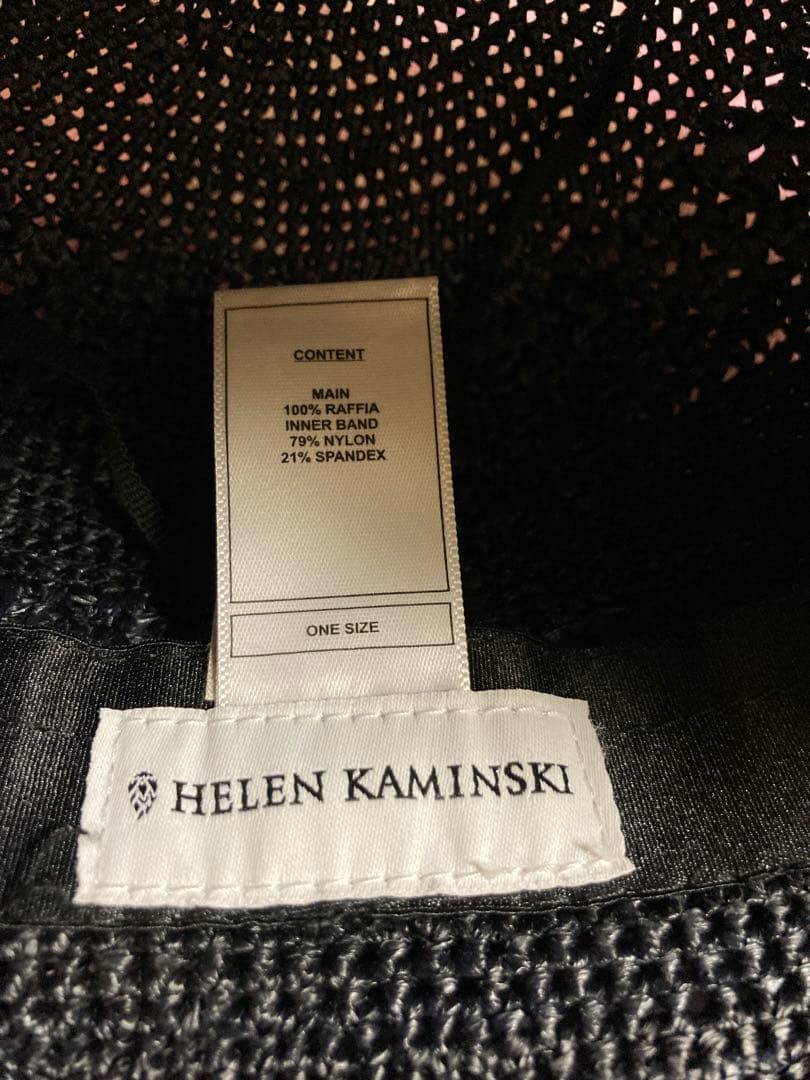 CONTENT
MAIN
100% RAFFIA
INNER BAND
79% NYLON
21% SPANDEX
ONE SIZE
HELEN KAMINSKI